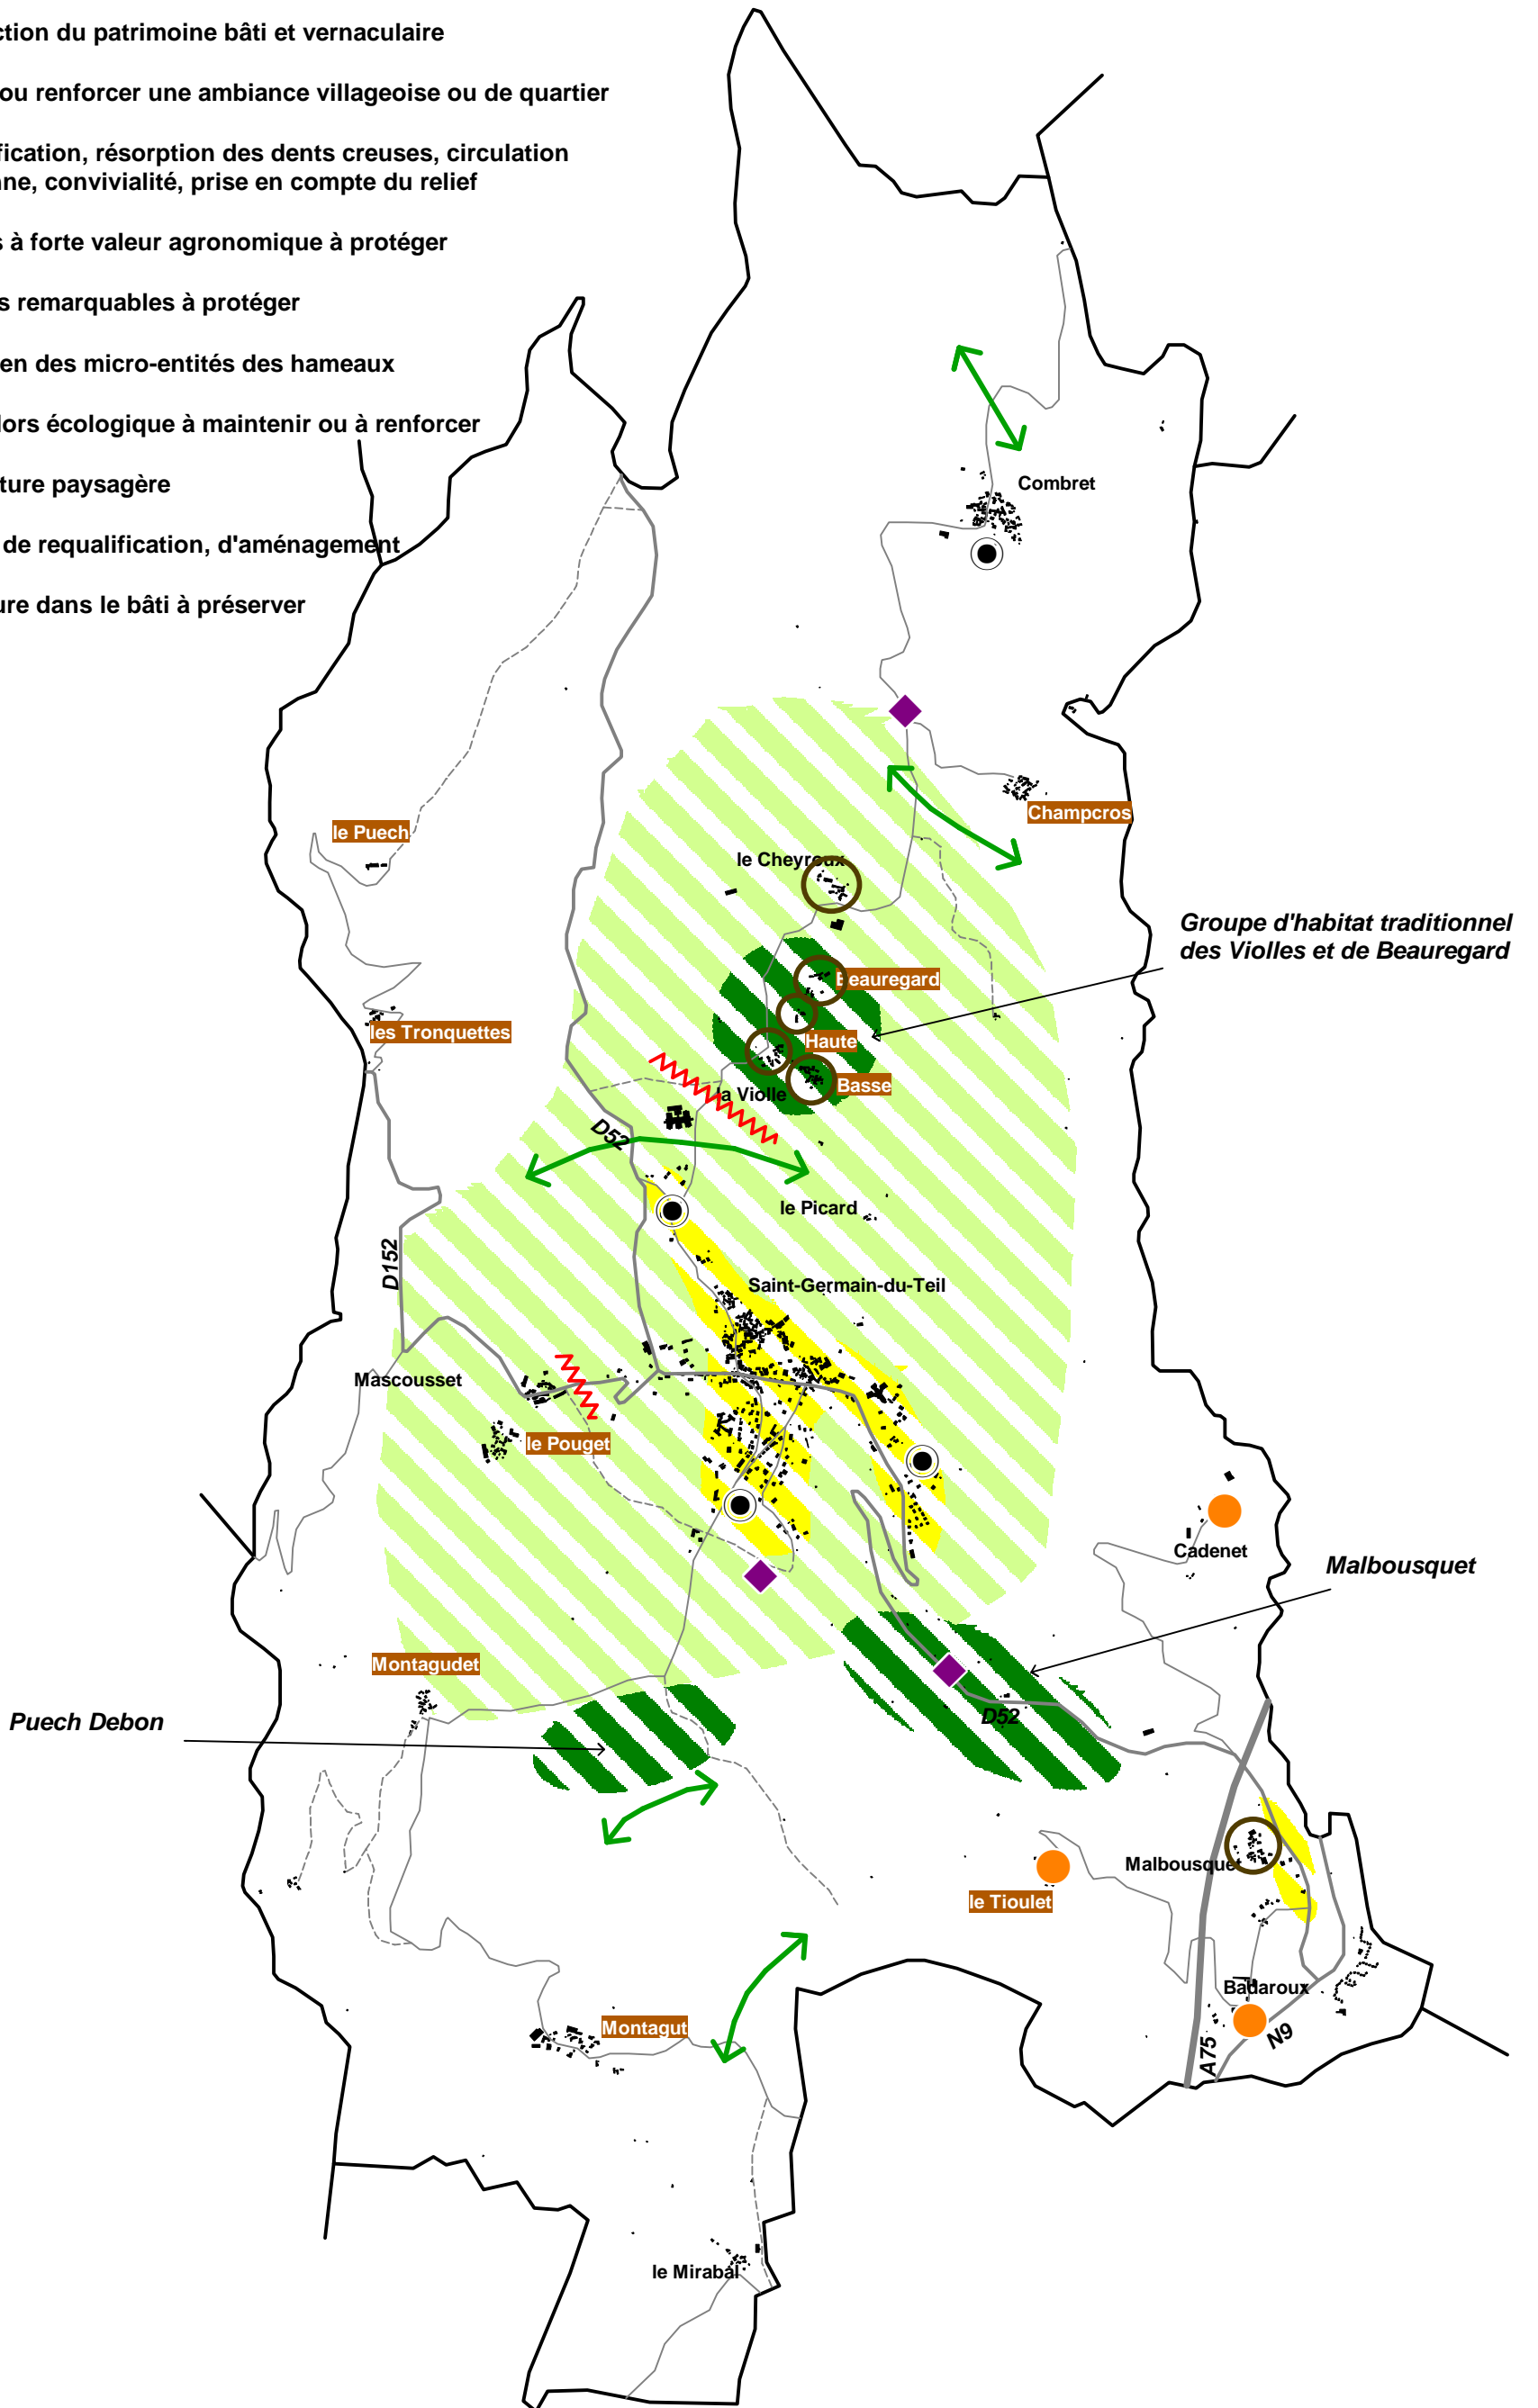 ction du patrimoine bâti et vernaculaire
ou renforcer une ambiance villageoise ou de quartier
fication, résorption des dents creuses, circulation
nne, convivialité, prise en compte du relief
s à forte valeur agronomique à protéger
s remarquables à protéger
en des micro-entités des hameaux
lors écologique à maintenir ou à renforcer
ture paysagère
de requalification, d'aménagement
ure dans le bâti à préserver
Combret
Champcros
le Puech
le Cheyroux
Groupe d'habitat traditionnel
des Violles et de Beauregard
Beauregard
les Tronquettes
Haute
Basse
la Violle
D52
le Picard
D152
Saint-Germain-du-Teil
Mascousset
le Pouget
Cadenet
Malbousquet
Montagudet
Puech Debon
D52
Malbousquet
le Tioulet
Badaroux
Montagut
N9
A75
le Mirabal